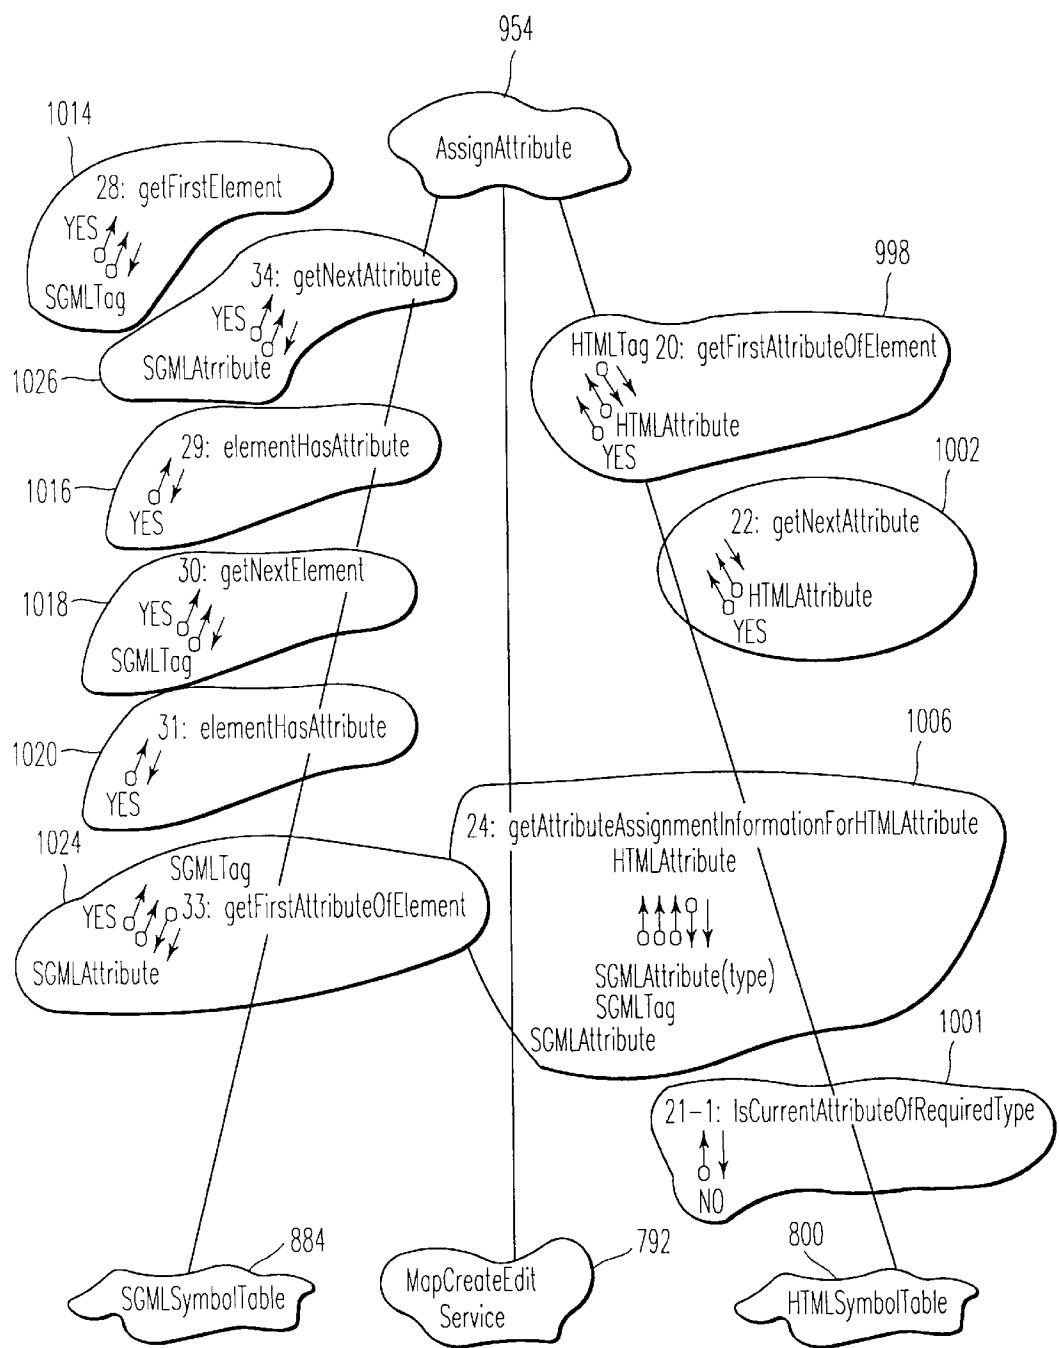 954
AssignAttribute
1014
28: getFirstElement
YES
SGMLTag
34: getNextAttribute
YES
SGMLAtrribute
1026
998
HTMLTag 20: getFirstAttributeOfElement
HTMLAttribute
YES
29: elementHasAttribute
1016
YES
1002
22: getNextAttribute
HTMLAttribute
YES
30: getNextElement
1018
YES
SGMLTag
31: elementHasAttribute
1020
YES
1006
24: getAttributeAssignmentInformationForHTMLAttribute
HTMLAttribute
SGMLAttribute(type)
SGMLTag
SGMLAttribute
1024
SGMLTag
YES
33: getFirstAttributeOfElement
SGMLAttribute
1001
21-1: IsCurrentAttributeOfRequiredType
NO
884
SGMLSymbolTable
792
MapCreateEdit
Service
800
HTMLSymbolTable